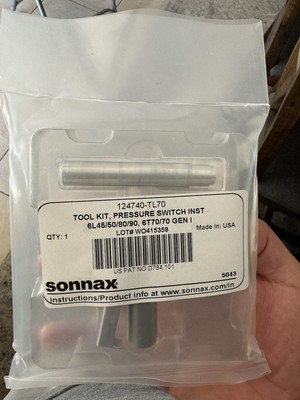 124740-TL70
TOOL KIT, PRESSURE SWITCH INST
6L45/50/80/90, 6T70/70 GEN I
LOT# WO415358
QTY: 1
Made In: USA
US PAT NO D784,101
sonnax
5043
Instructions/Product info at www.sonnax.com/in